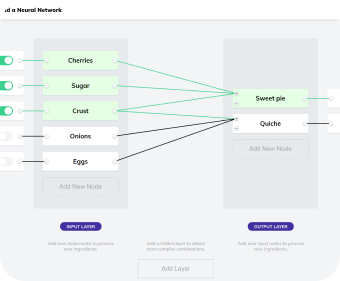 d a Neural Network
Cherries
Sugar
Crust
Onions
Eggs
Add New Node
Sweet pie
Quiche
Add New Node
INPUT LAYER
Add new input nodes to process
new ingredients.
Add a hidden layer to detect
more complex combinations.
OUTPUT LAYER
Add new input nodes to process
new ingredients.
Add Layer